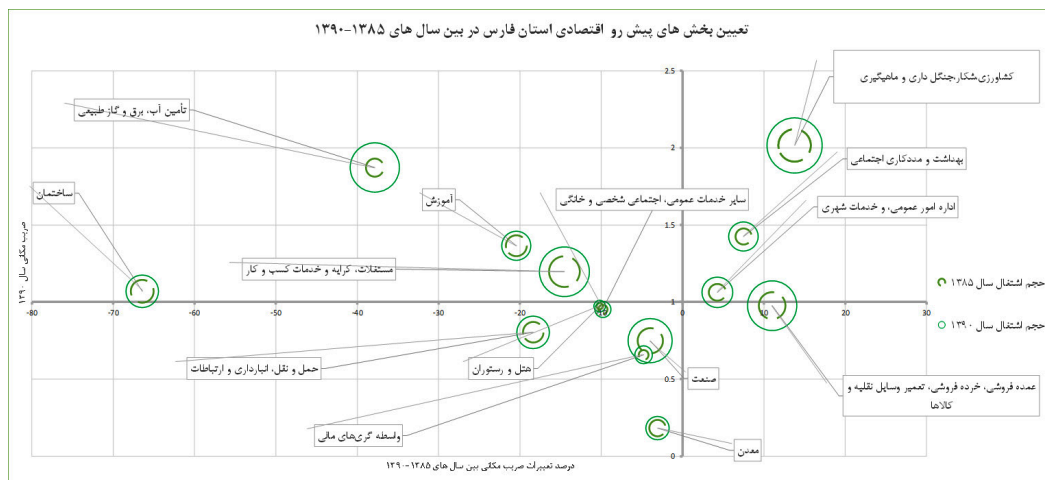 تعیین بخش های پیش رو اقتصادی استان فارس در بین سال های ۱۳۸۵-۱۳۹۰
کشاورزی،شکار،جنگل داری و ماهیگیری
تأمین آب، برق و گاز طبیعی
بهداشت و مددکاری اجتماعی
ساختمان
آموزش
سایر خدمات عمومی، اجتماعی شخصی و خانگی
اداره امور عمومی، و خدمات شهری
مستغلات، کرایه و خدمات کسب و کار
حجم اشتغال سال ۱۳۸۵
حجم اشتغال سال ۱۳۹۰
حمل و نقل، انبارداری و ارتباطات
هتل و رستوران
صنعت
عمده فروشی، خرده فروشی، تعمیر وسایل نقلیه و
کالاها
واسطه گری‌های مالی
معدن
ضریب مکانی سال ۱۳۹۰
2.5
2
1.5
1
0.5
0
-80
-70
-60
-50
-40
-30
-20
-10
0
10
20
30
درصد تغییرات ضریب مکانی بین سال های ۱۳۸۵-۱۳۹۰